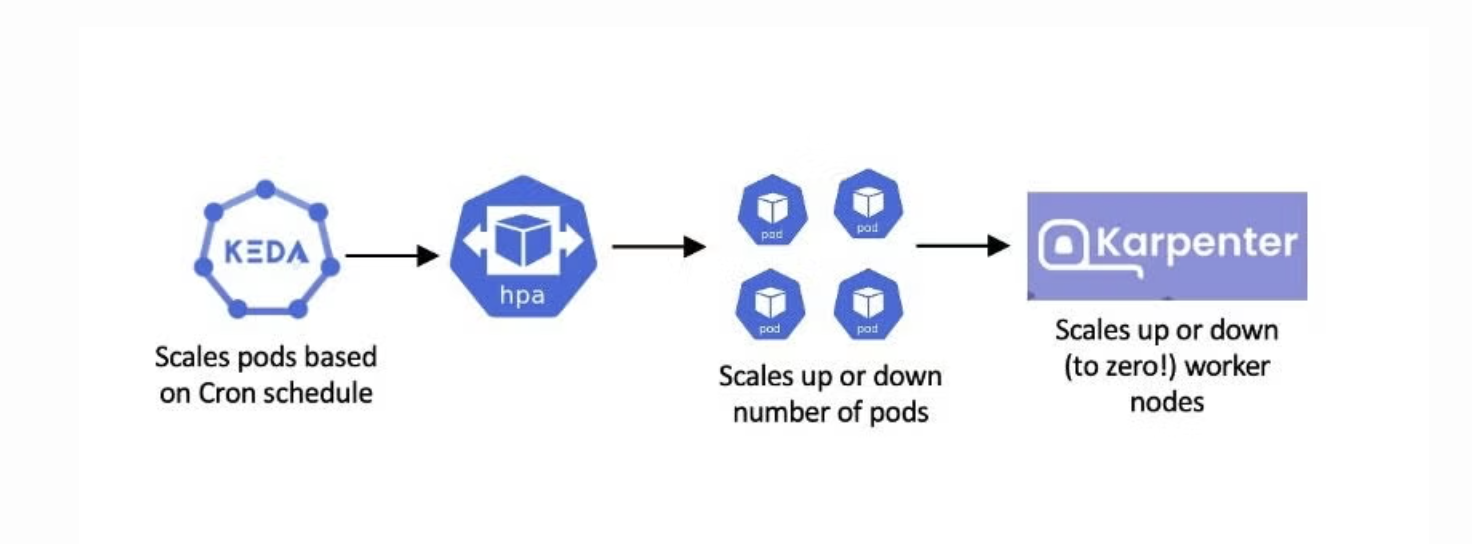 KEDA
Scales pods based
on Cron schedule
hpa
pod
pod
pod
pod
Scales up or down
number of pods
Karpenter
Scales up or down
(to zero!) worker
nodes